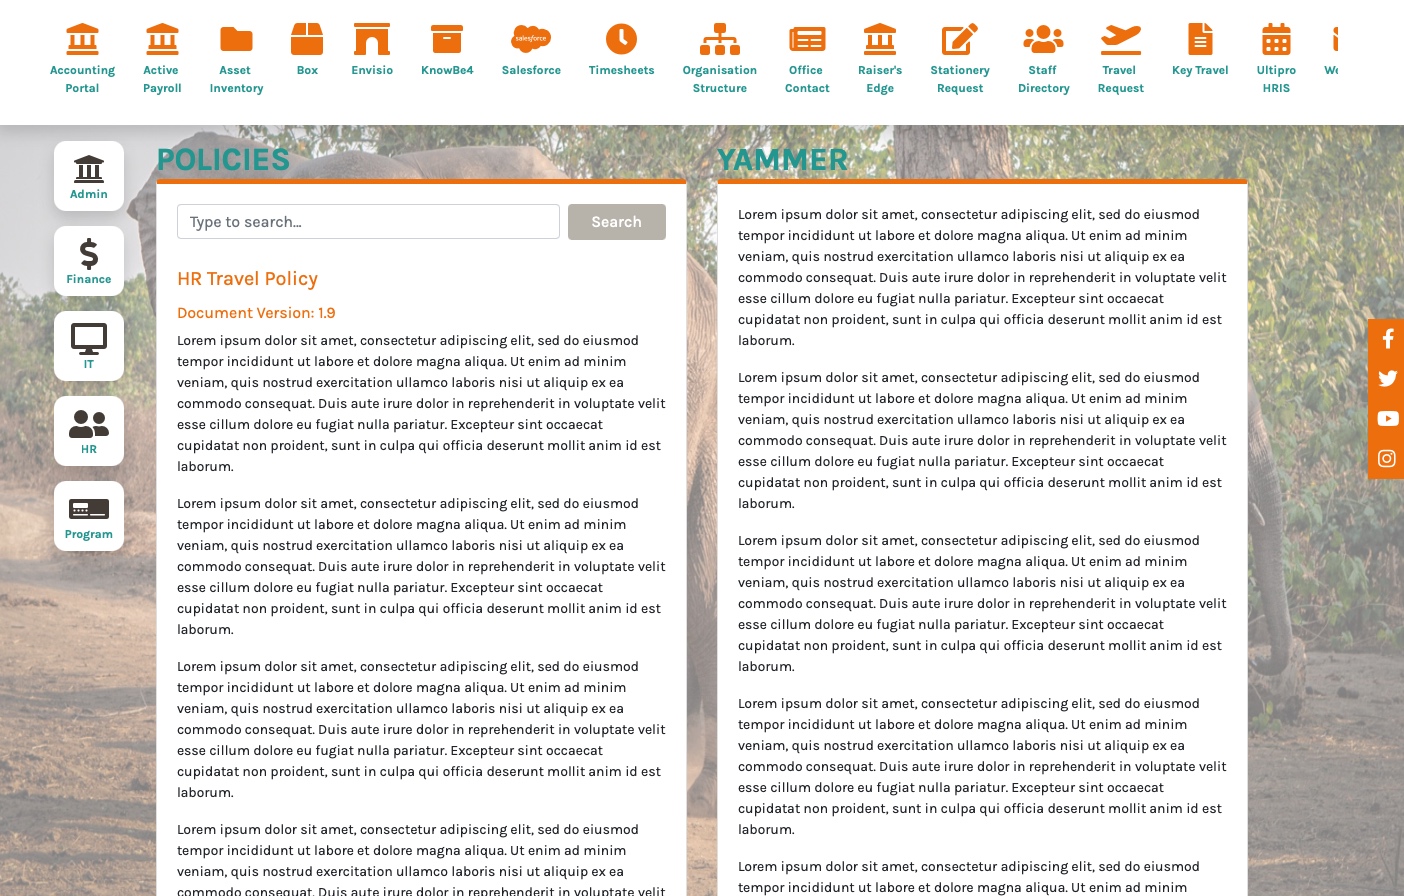 Accounting
Portal
Active
Payroll
Asset
Inventory
Box
Envisio
KnowBe4
salesforce
Salesforce
Timesheets
Organisation
Structure
Office
Contact
Raiser's
Edge
Stationery
Request
Staff
Directory
Travel
Request
Key Travel
Ultipro
HRIS
Admin
Finance
IT
HR
Program
POLICIES
Type to search...
Search
HR Travel Policy
Document Version: 1.9
Lorem ipsum dolor sit amet, consectetur adipiscing elit, sed do eiusmod
tempor incididunt ut labore et dolore magna aliqua. Ut enim ad minim
veniam, quis nostrud exercitation ullamco laboris nisi ut aliquip ex ea
commodo consequat. Duis aute irure dolor in reprehenderit in voluptate velit
esse cillum dolore eu fugiat nulla pariatur. Excepteur sint occaecat
cupidatat non proident, sunt in culpa qui officia deserunt mollit anim id est
laborum.
Lorem ipsum dolor sit amet, consectetur adipiscing elit, sed do eiusmod
tempor incididunt ut labore et dolore magna aliqua. Ut enim ad minim
veniam, quis nostrud exercitation ullamco laboris nisi ut aliquip ex ea
commodo consequat. Duis aute irure dolor in reprehenderit in voluptate velit
esse cillum dolore eu fugiat nulla pariatur. Excepteur sint occaecat
cupidatat non proident, sunt in culpa qui officia deserunt mollit anim id est
laborum.
Lorem ipsum dolor sit amet, consectetur adipiscing elit, sed do eiusmod
tempor incididunt ut labore et dolore magna aliqua. Ut enim ad minim
veniam, quis nostrud exercitation ullamco laboris nisi ut aliquip ex ea
commodo consequat. Duis aute irure dolor in reprehenderit in voluptate velit
esse cillum dolore eu fugiat nulla pariatur. Excepteur sint occaecat
cupidatat non proident, sunt in culpa qui officia deserunt mollit anim id est
laborum.
Lorem ipsum dolor sit amet, consectetur adipiscing elit, sed do eiusmod
tempor incididunt ut labore et dolore magna aliqua. Ut enim ad minim
veniam, quis nostrud exercitation ullamco laboris nisi ut aliquip ex ea
commodo consequat. Duis aute irure dolor in reprehenderit in voluptate velit
YAMMER
Lorem ipsum dolor sit amet, consectetur adipiscing elit, sed do eiusmod
tempor incididunt ut labore et dolore magna aliqua. Ut enim ad minim
veniam, quis nostrud exercitation ullamco laboris nisi ut aliquip ex ea
commodo consequat. Duis aute irure dolor in reprehenderit in voluptate velit
esse cillum dolore eu fugiat nulla pariatur. Excepteur sint occaecat
cupidatat non proident, sunt in culpa qui officia deserunt mollit anim id est
laborum.
Lorem ipsum dolor sit amet, consectetur adipiscing elit, sed do eiusmod
tempor incididunt ut labore et dolore magna aliqua. Ut enim ad minim
veniam, quis nostrud exercitation ullamco laboris nisi ut aliquip ex ea
commodo consequat. Duis aute irure dolor in reprehenderit in voluptate velit
esse cillum dolore eu fugiat nulla pariatur. Excepteur sint occaecat
cupidatat non proident, sunt in culpa qui officia deserunt mollit anim id est
laborum.
Lorem ipsum dolor sit amet, consectetur adipiscing elit, sed do eiusmod
tempor incididunt ut labore et dolore magna aliqua. Ut enim ad minim
veniam, quis nostrud exercitation ullamco laboris nisi ut aliquip ex ea
commodo consequat. Duis aute irure dolor in reprehenderit in voluptate velit
esse cillum dolore eu fugiat nulla pariatur. Excepteur sint occaecat
cupidatat non proident, sunt in culpa qui officia deserunt mollit anim id est
laborum.
Lorem ipsum dolor sit amet, consectetur adipiscing elit, sed do eiusmod
tempor incididunt ut labore et dolore magna aliqua. Ut enim ad minim
veniam, quis nostrud exercitation ullamco laboris nisi ut aliquip ex ea
commodo consequat. Duis aute irure dolor in reprehenderit in voluptate velit
esse cillum dolore eu fugiat nulla pariatur. Excepteur sint occaecat
cupidatat non proident, sunt in culpa qui officia deserunt mollit anim id est
laborum.
Lorem ipsum dolor sit amet, consectetur adipiscing elit, sed do eiusmod
tempor incididunt ut labore et dolore magna aliqua. Ut enim ad minim